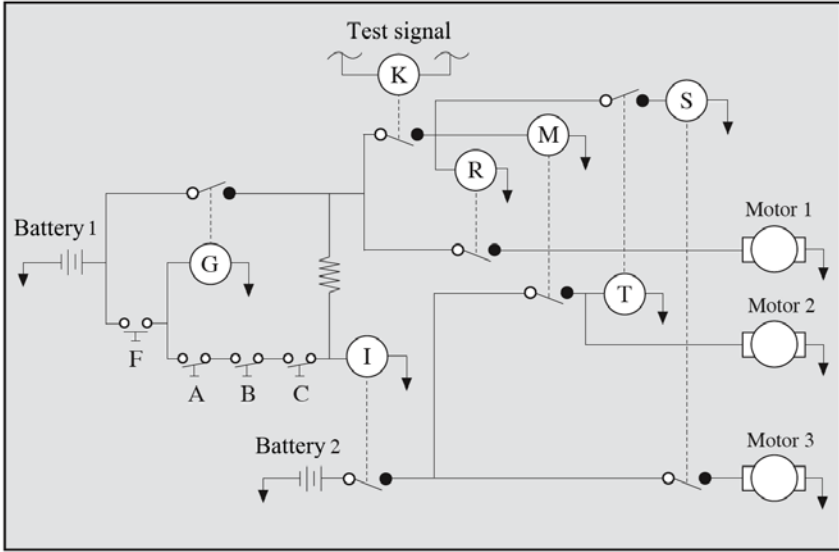 Test signal
K
S
M
R
Motor 1
Battery 1
G
T
Motor 2
F
I
A B C
Battery 2
Motor 3